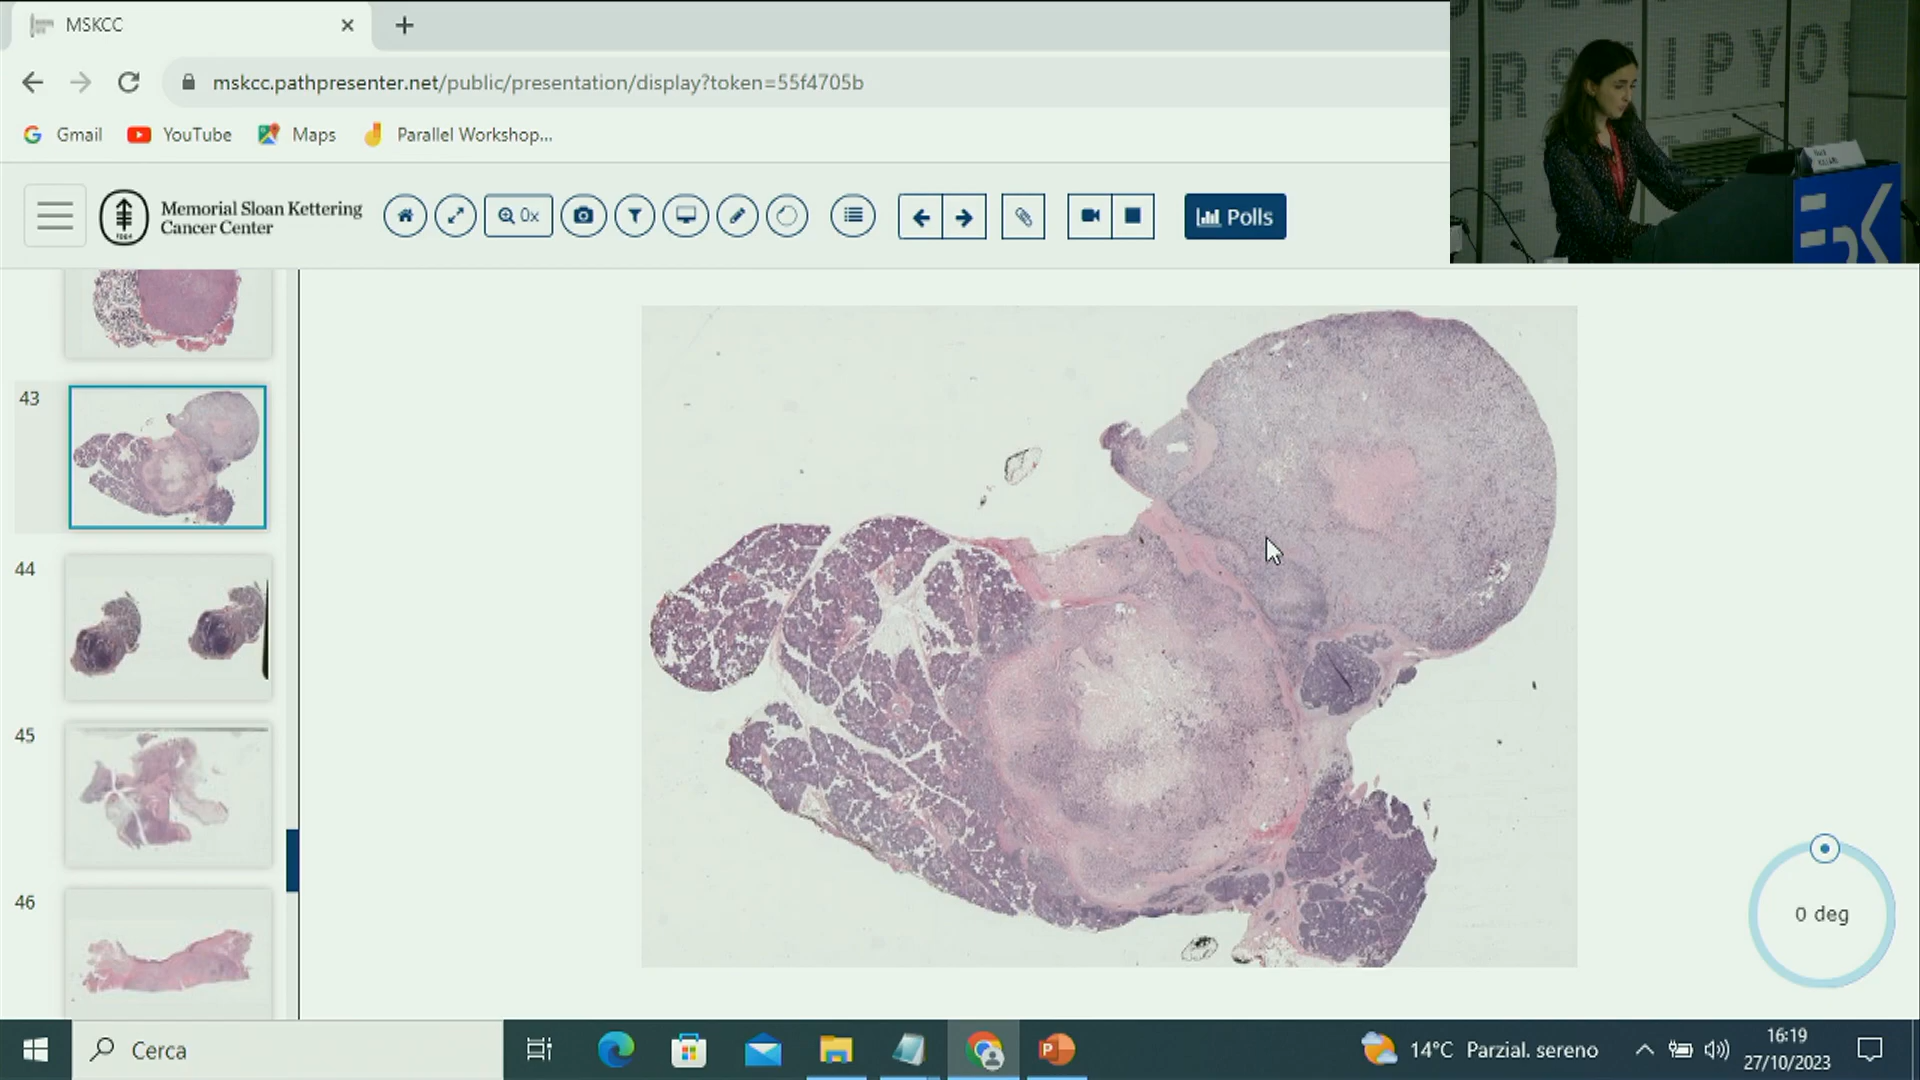 MSKCC
mskcc.pathpresenter.net/public/presentation/display?token=55f4705b
Gmail
YouTube
Maps
Parallel Workshop...
Memorial Sloan Kettering
Cancer Center
0x
Polls
43
44
45
46
0 deg
Cerca
14°C Parzial. sereno
16:19
27/10/2023